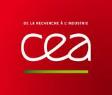 DE LA RECHERCHE À L'INDUSTRIE
cea